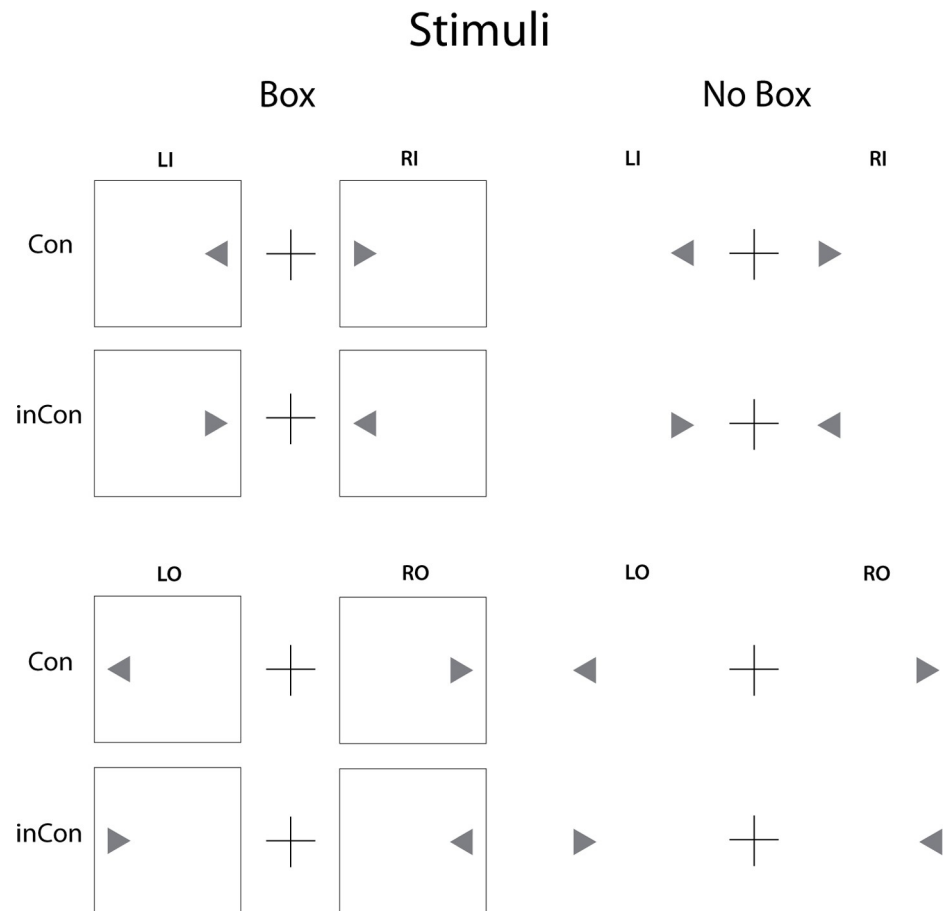 Stimuli
Box No Box
LI RI LI RI
Con
inCon
LO RO LO RO
Con
inCon